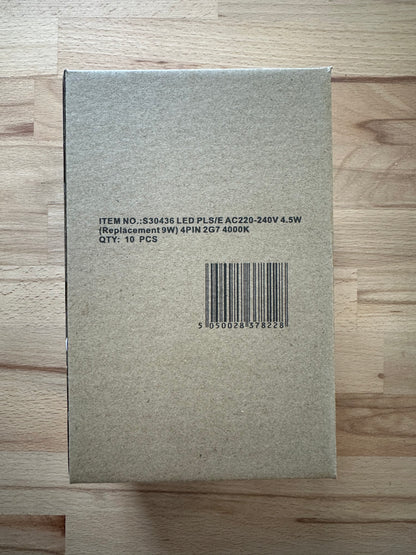 ITEM NO.:S30436 LED PLS/E AC220-240V 4.5W
(Replacement 9W) 4PIN 2G7 4000K
QTY: 10 PCS
5 050028 378228